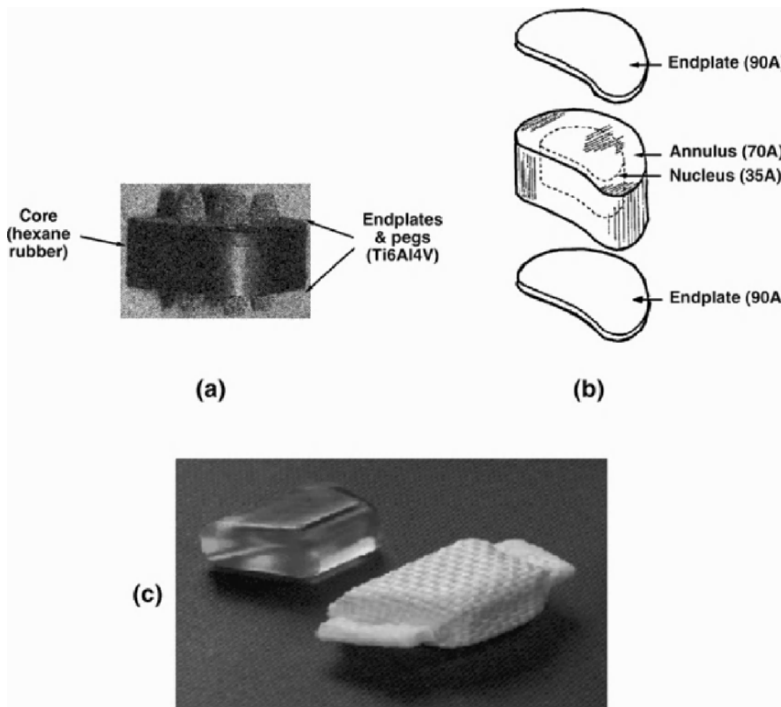 Core
(hexane
rubber)
Endplates
& pegs
(Ti6Al4V)
(a)
Endplate (90A)
Annulus (70A)
Nucleus (35A)
Endplate (90A
(b)
(c)